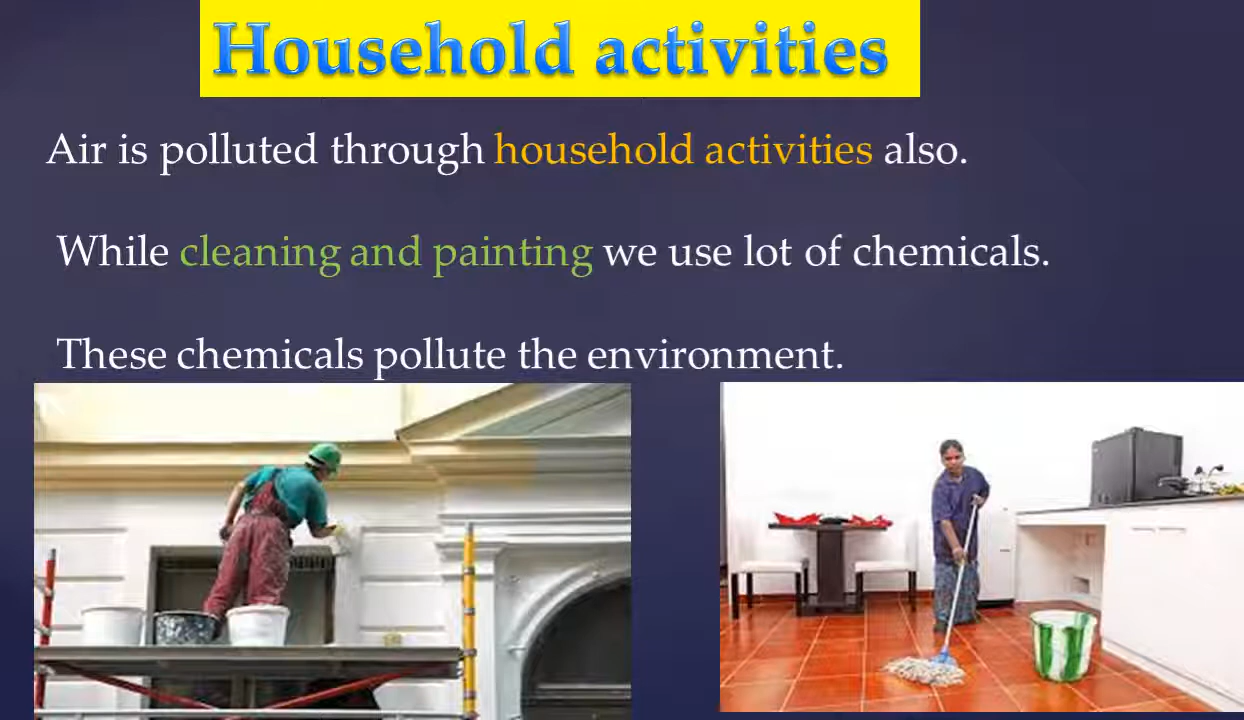 Household activities
Air is polluted through household activities also.
While cleaning and painting we use lot of chemicals.
These chemicals pollute the environment.